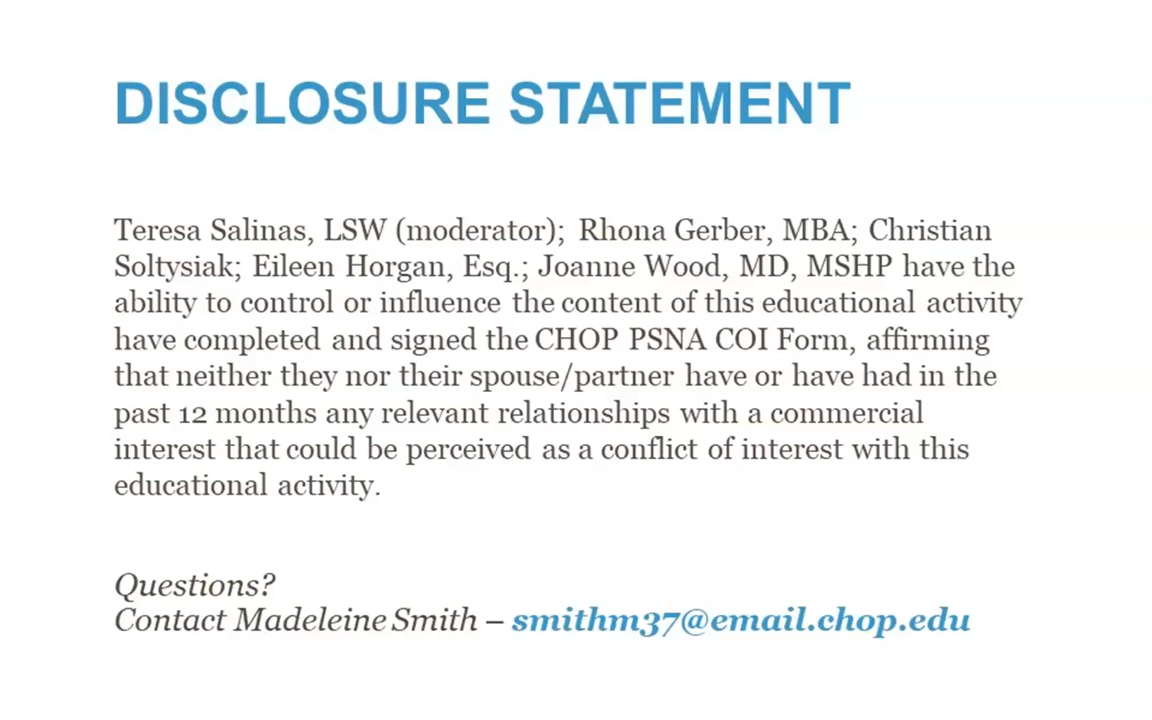 DISCLOSURE STATEMENT
Teresa Salinas, LSW (moderator); Rhona Gerber, MBA; Christian
Soltysiak; Eileen Horgan, Esq.; Joanne Wood, MD, MSHP have the
ability to control or influence the content of this educational activity
have completed and signed the CHOP PSNA COI Form, affirming
that neither they nor their spouse/partner have or have had in the
past 12 months any relevant relationships with a commercial
interest that could be perceived as a conflict of interest with this
educational activity.
Questions?
Contact Madeleine Smith – smithm37@email.chop.edu